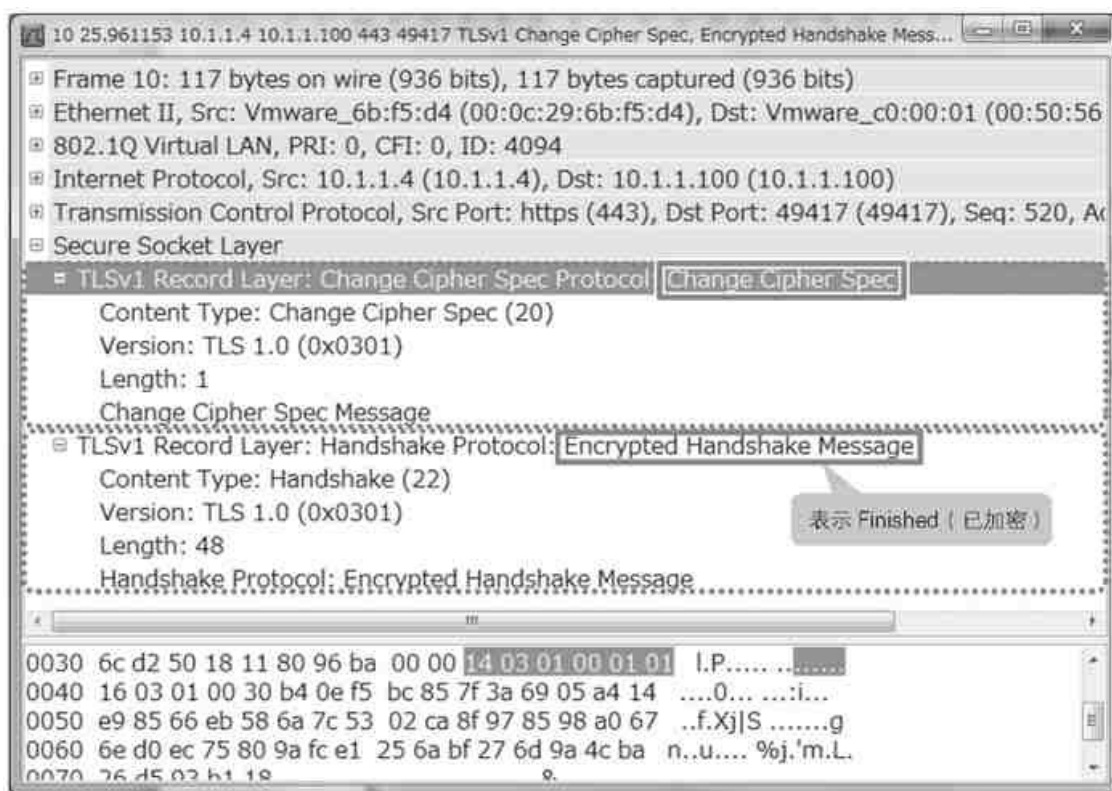 10 25.961153 10.1.1.4 10.1.1.100 443 49417 TLSv1 Change Cipher Spec, Encrypted Handshake Mess...
Frame 10: 117 bytes on wire (936 bits), 117 bytes captured (936 bits)
Ethernet II, Src: Vmware_6b:f5:d4 (00:0c:29:6b:f5:d4), Dst: Vmware_c0:00:01 (00:50:56
802.1Q Virtual LAN, PRI: 0, CFI: 0, ID: 4094
Internet Protocol, Src: 10.1.1.4 (10.1.1.4), Dst: 10.1.1.100 (10.1.1.100)
Transmission Control Protocol, Src Port: https (443), Dst Port: 49417 (49417), Seq: 520, Ac
Secure Socket Layer
TLSv1 Record Layer: Change Cipher Spec Protocol: Change Cipher Spec
Content Type: Change Cipher Spec (20)
Version: TLS 1.0 (0x0301)
Length: 1
Change Cipher Spec Message
TLSv1 Record Layer: Handshake Protocol: Encrypted Handshake Message
Content Type: Handshake (22)
Version: TLS 1.0 (0x0301)
表示 Finished ( 已加密 )
Length: 48
Handshake Protocol: Encrypted Handshake Message
0030 6c d2 50 18 11 80 96 ba 00 00 14 03 01 00 01 01 l.P..... ........
0040 16 03 01 00 30 b4 0e f5 bc 85 7f 3a 69 05 a4 14 ....0... ...:i...
0050 e9 85 66 eb 58 6a 7c 53 02 ca 8f 97 85 98 a0 67 ..f.Xj|S .......g
0060 6e d0 ec 75 80 9a fc e1 25 6a bf 27 6d 9a 4c ba n..u.... %j.'m.L.
0070 26 d5 93 b1 18 &